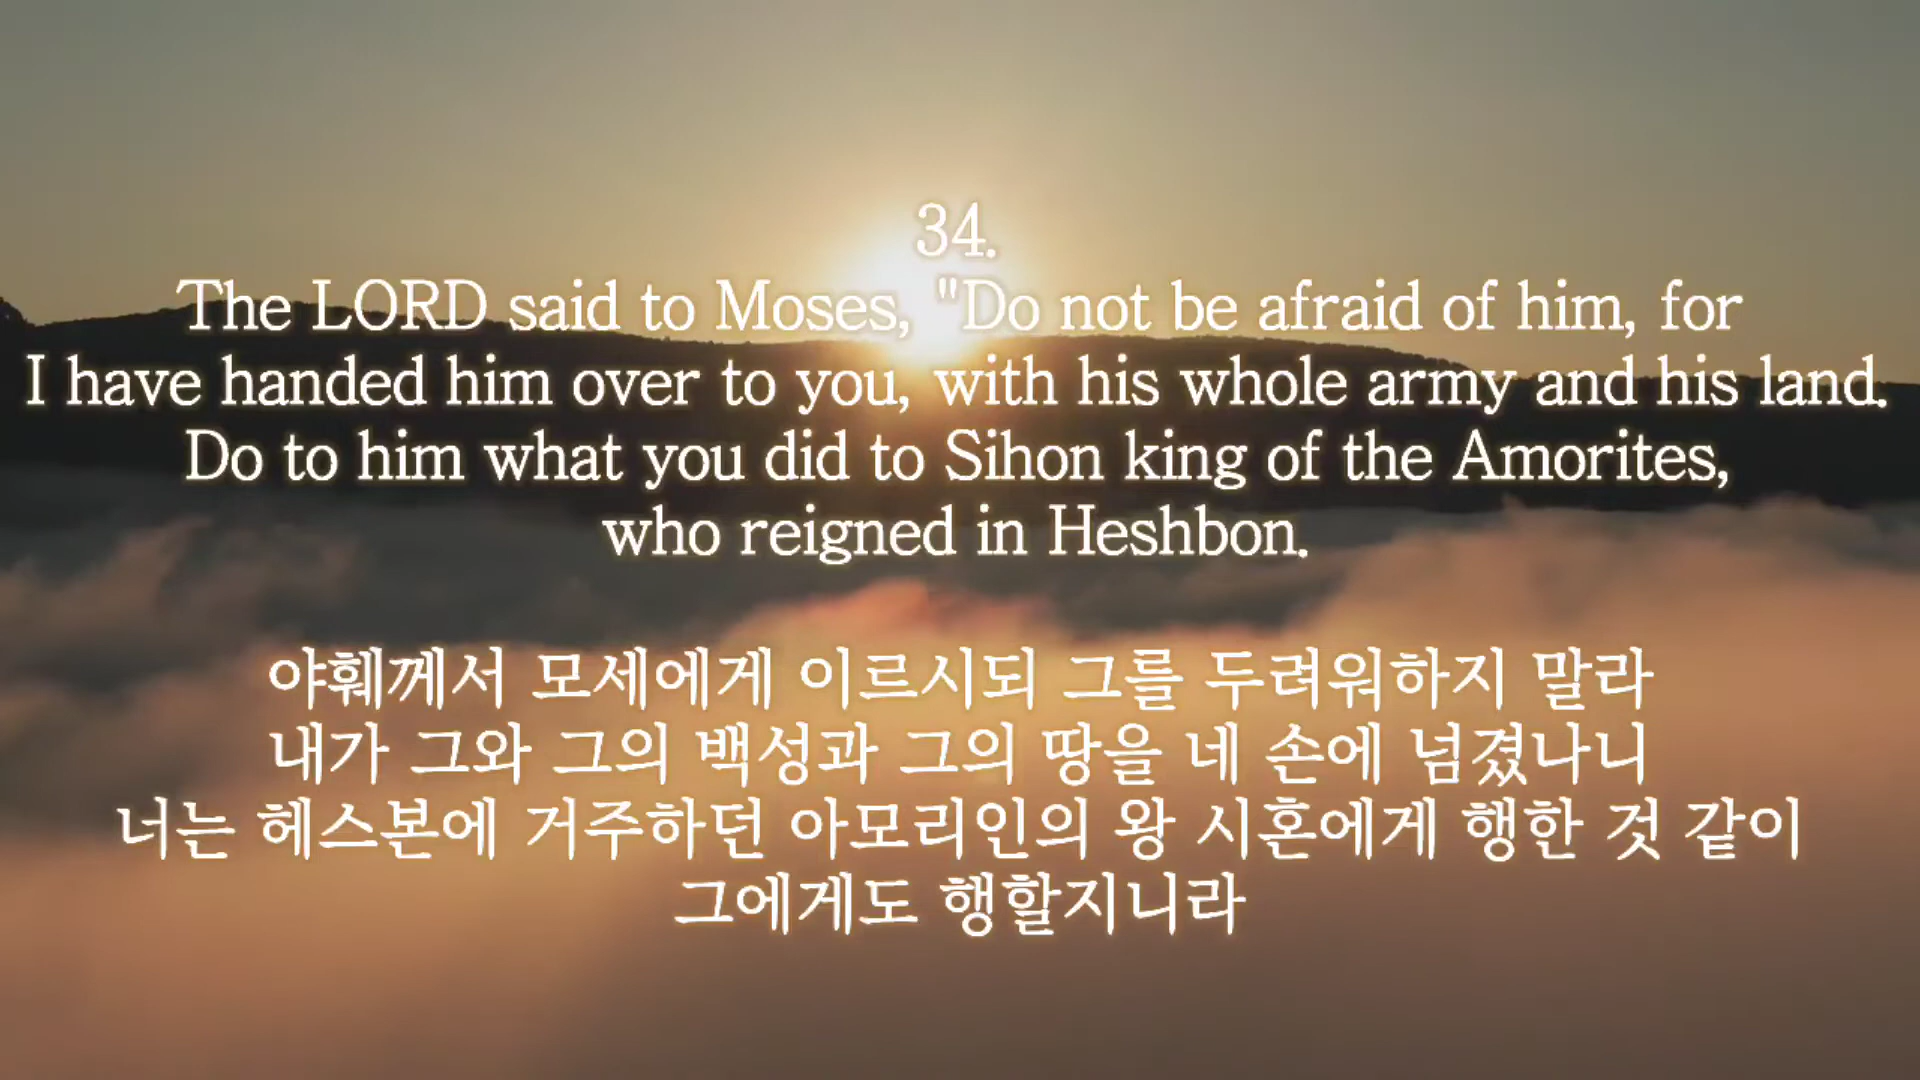 34.
The LORD said to Moses, "Do not be afraid of him, for
I have handed him over to you, with his whole army and his land.
Do to him what you did to Sihon king of the Amorites,
who reigned in Heshbon.
야훼께서 모세에게 이르시되 그를 두려워하지 말라
내가 그와 그의 백성과 그의 땅을 네 손에 넘겼나니
너는 헤스본에 거주하던 아모리인의 왕 시혼에게 행한 것 같이
그에게도 행할지니라